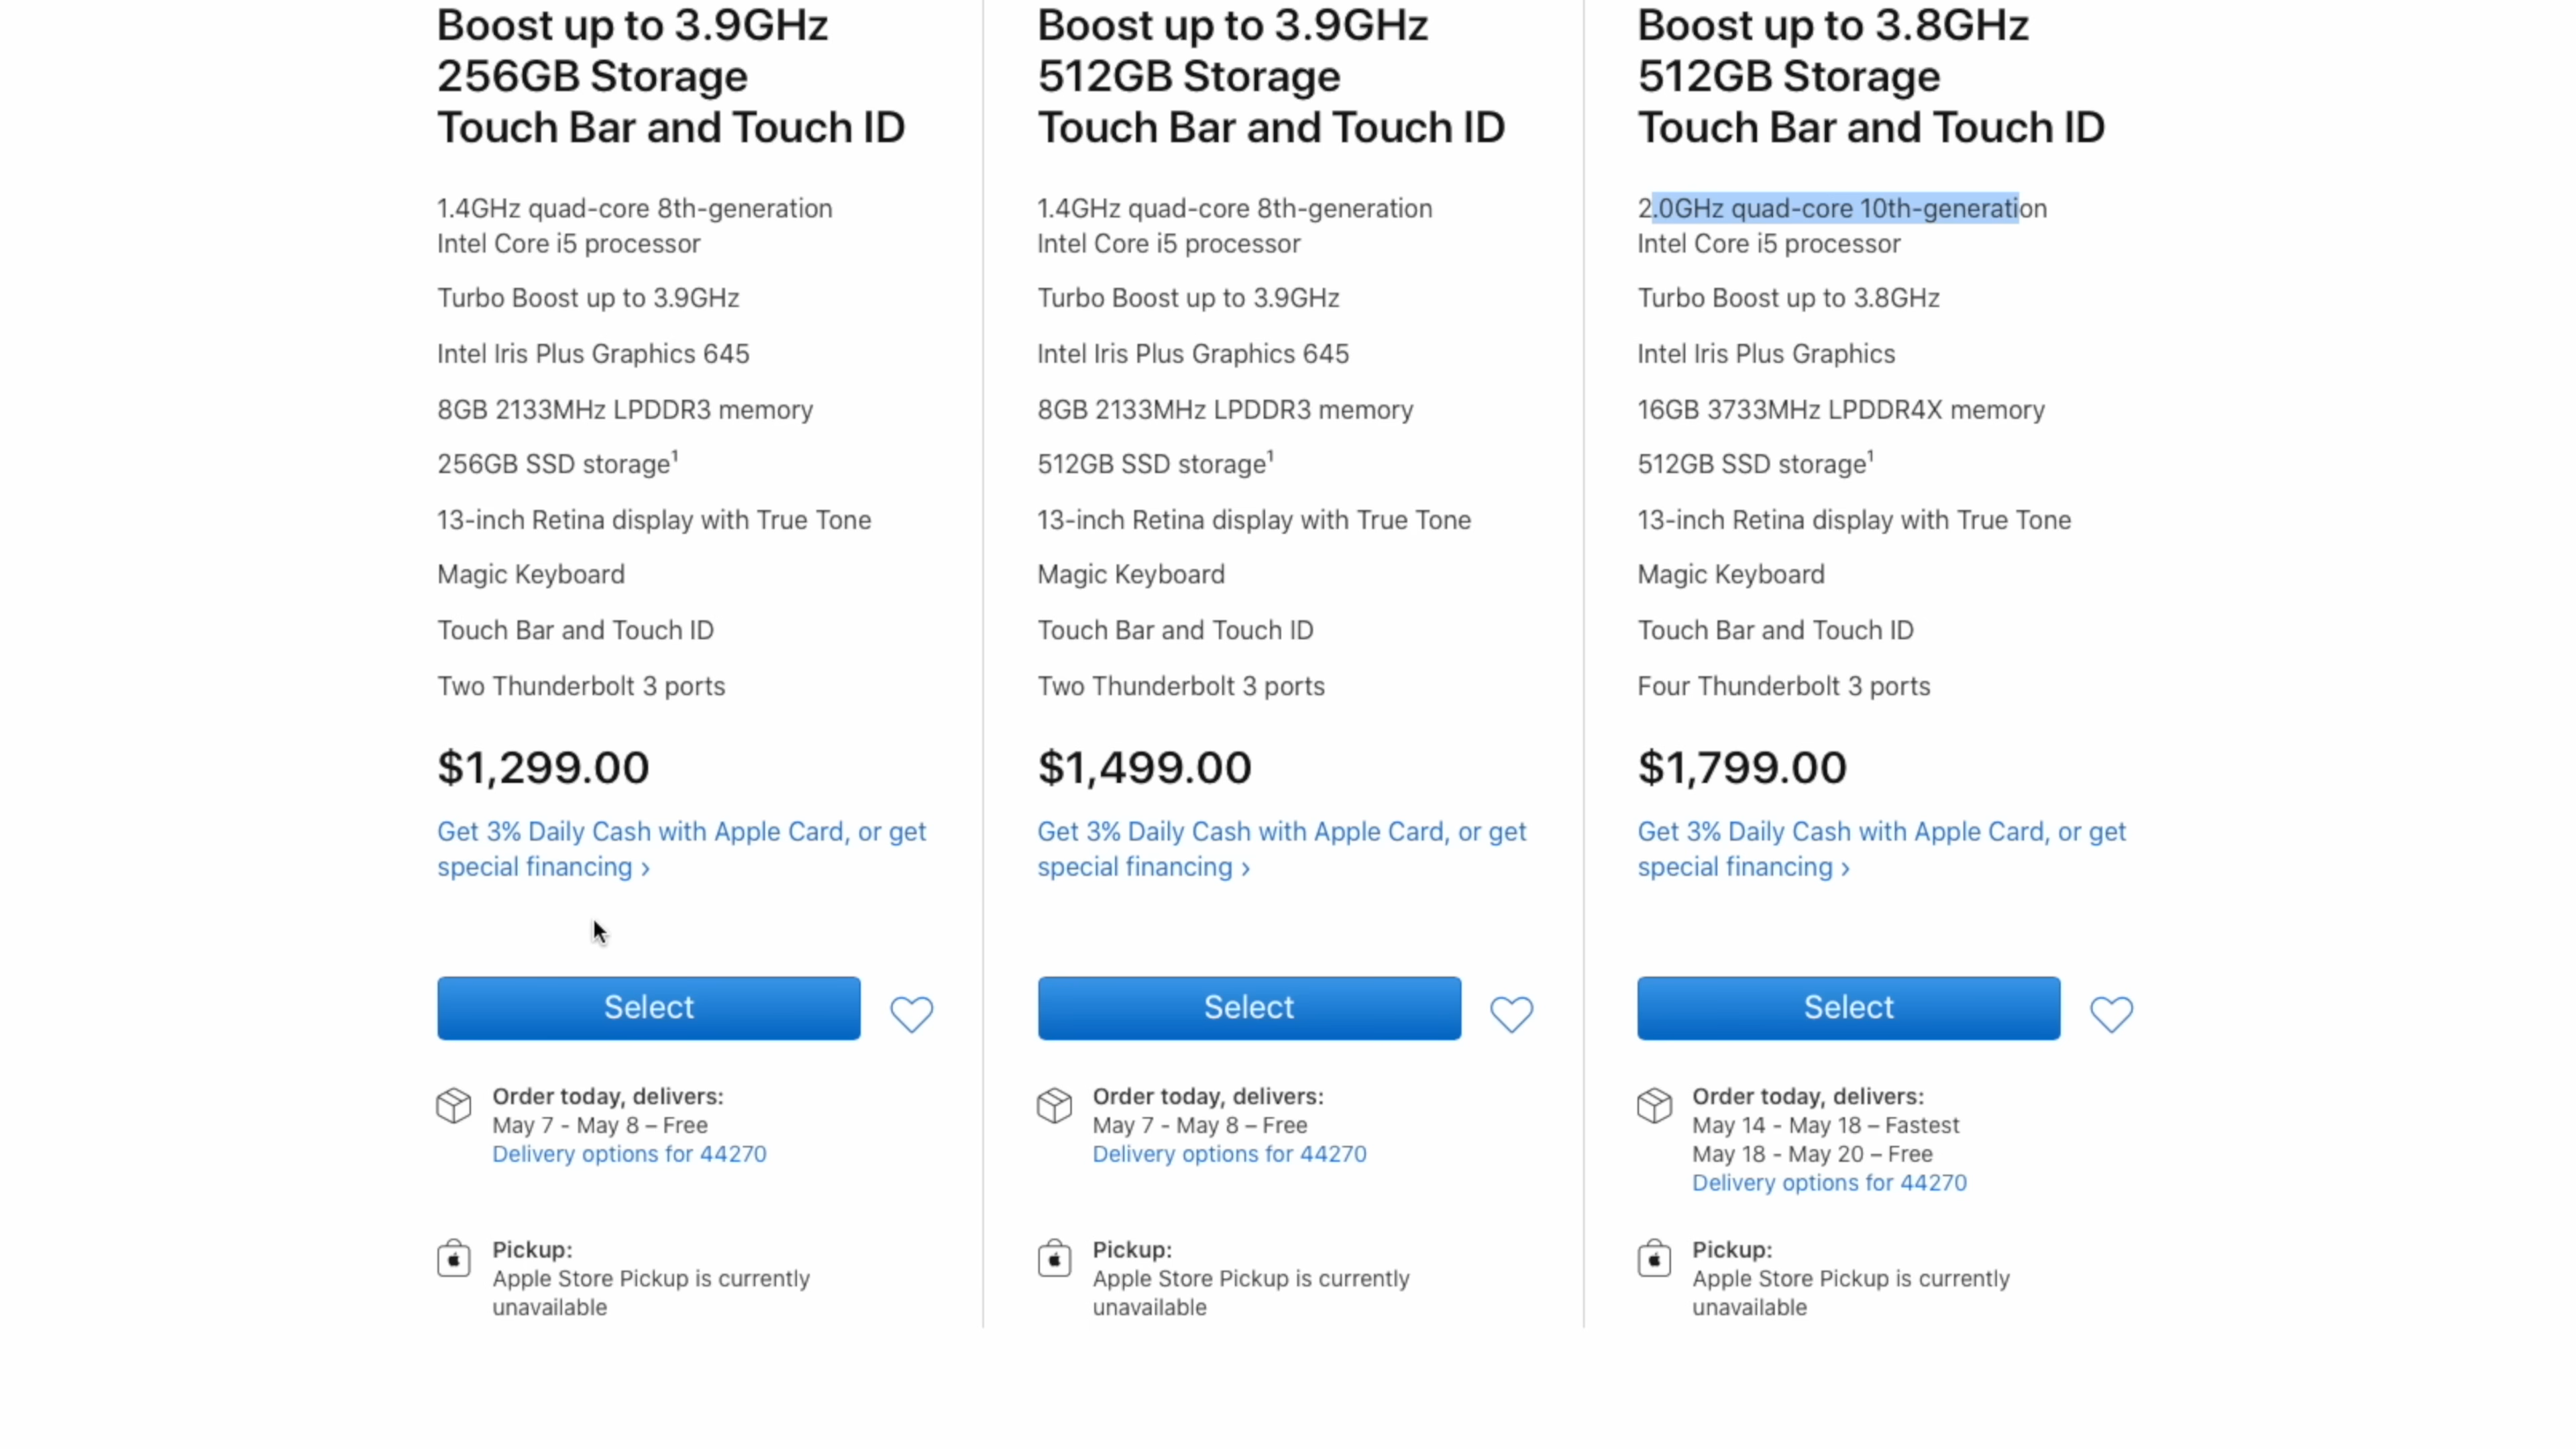 Boost up to 3.9GHz
256GB Storage
Touch Bar and Touch ID
1.4GHz quad-core 8th-generation
Intel Core i5 processor
Turbo Boost up to 3.9GHz
Intel Iris Plus Graphics 645
8GB 2133MHz LPDDR3 memory
256GB SSD storage¹
13-inch Retina display with True Tone
Magic Keyboard
Touch Bar and Touch ID
Two Thunderbolt 3 ports
$1,299.00
Get 3% Daily Cash with Apple Card, or get
special financing ›
Select
Order today, delivers:
May 7 - May 8 – Free
Delivery options for 44270
Pickup:
Apple Store Pickup is currently
unavailable
Boost up to 3.9GHz
512GB Storage
Touch Bar and Touch ID
1.4GHz quad-core 8th-generation
Intel Core i5 processor
Turbo Boost up to 3.9GHz
Intel Iris Plus Graphics 645
8GB 2133MHz LPDDR3 memory
512GB SSD storage¹
13-inch Retina display with True Tone
Magic Keyboard
Touch Bar and Touch ID
Two Thunderbolt 3 ports
$1,499.00
Get 3% Daily Cash with Apple Card, or get
special financing ›
Select
Order today, delivers:
May 7 - May 8 – Free
Delivery options for 44270
Pickup:
Apple Store Pickup is currently
unavailable
Boost up to 3.8GHz
512GB Storage
Touch Bar and Touch ID
2.0GHz quad-core 10th-generation
Intel Core i5 processor
Turbo Boost up to 3.8GHz
Intel Iris Plus Graphics
16GB 3733MHz LPDDR4X memory
512GB SSD storage¹
13-inch Retina display with True Tone
Magic Keyboard
Touch Bar and Touch ID
Four Thunderbolt 3 ports
$1,799.00
Get 3% Daily Cash with Apple Card, or get
special financing ›
Select
Order today, delivers:
May 14 - May 18 – Fastest
May 18 - May 20 – Free
Delivery options for 44270
Pickup:
Apple Store Pickup is currently
unavailable